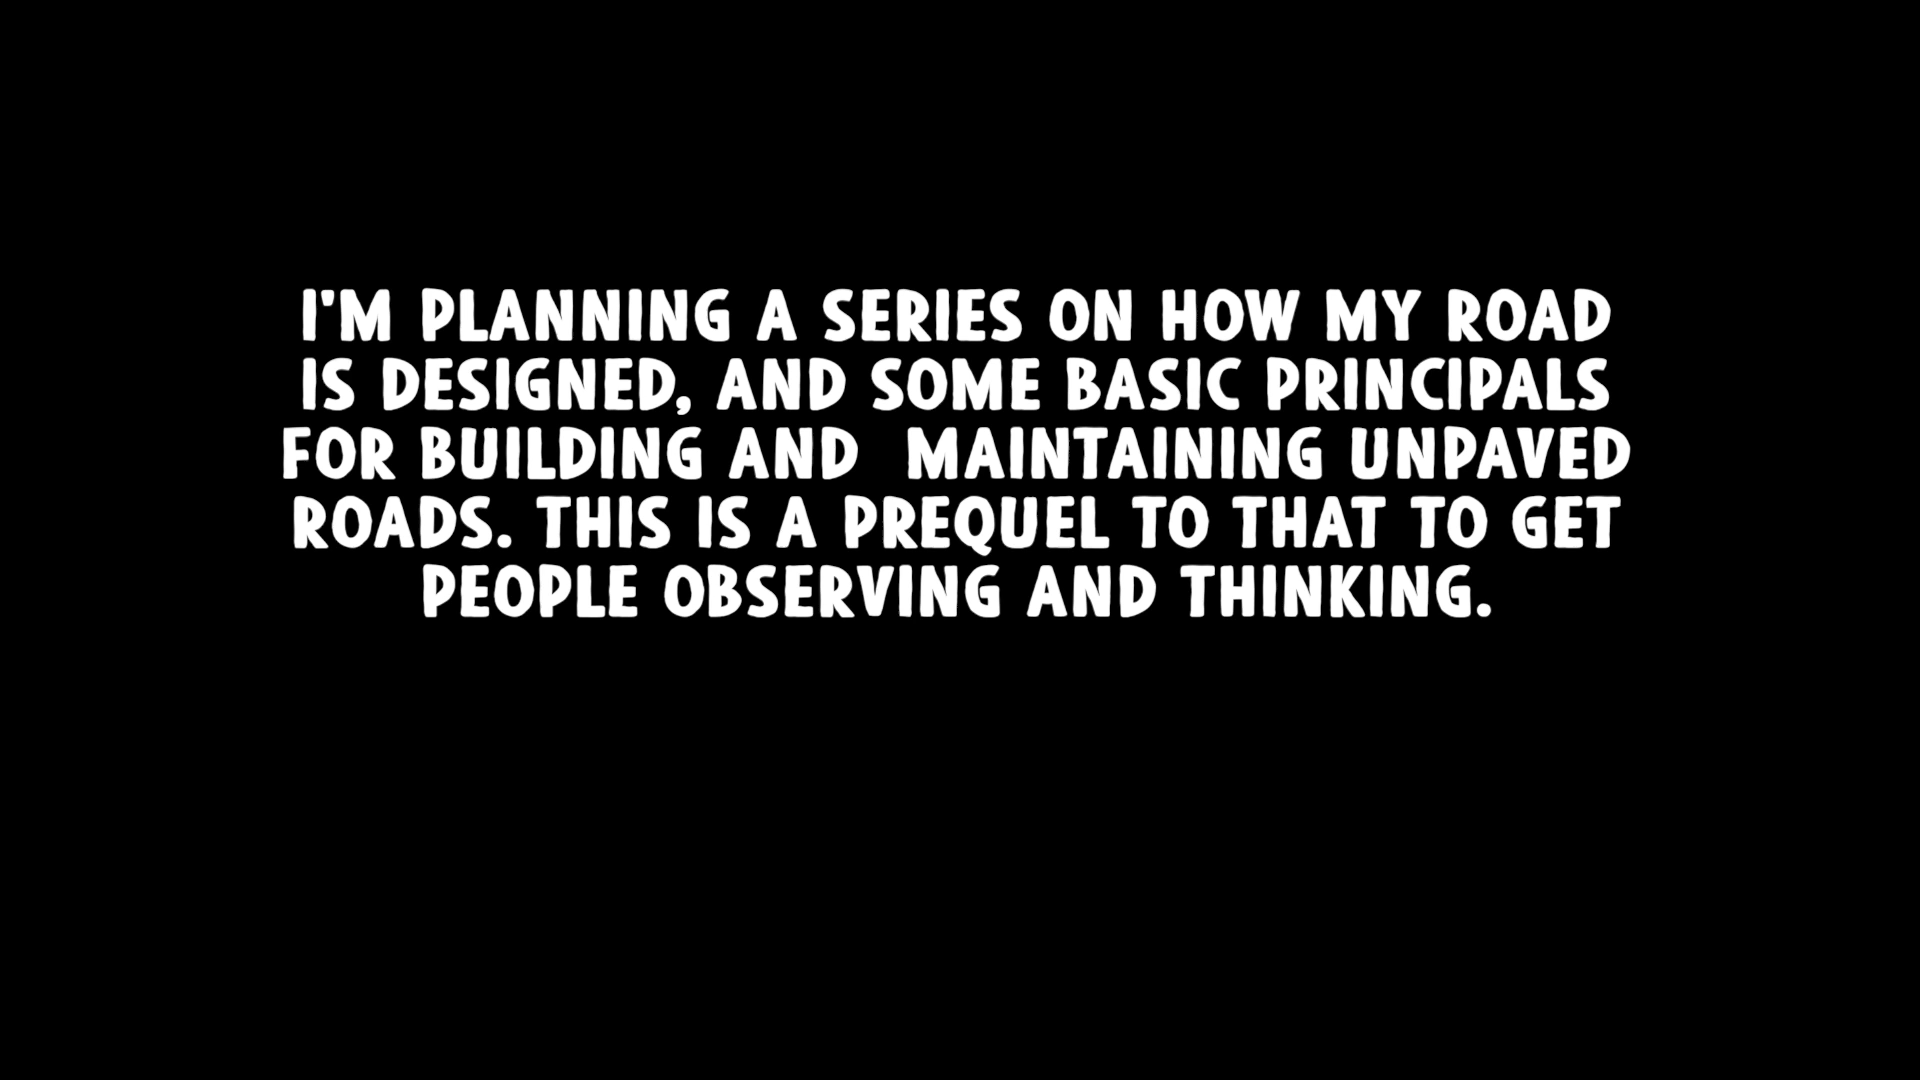 I'M PLANNING A SERIES ON HOW MY ROAD
IS DESIGNED, AND SOME BASIC PRINCIPALS
FOR BUILDING AND  MAINTAINING UNPAVED
ROADS. THIS IS A PREQUEL TO THAT TO GET
PEOPLE OBSERVING AND THINKING.